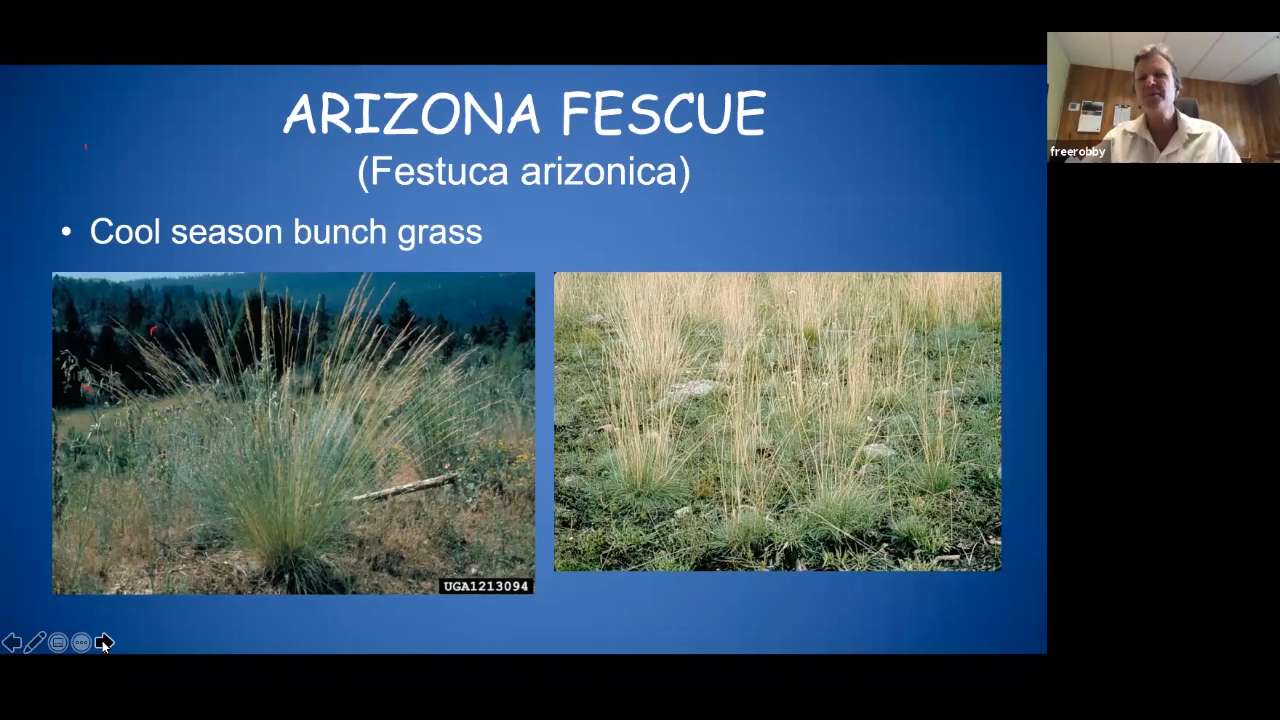 ARIZONA FESCUE
(Festuca arizonica)
• Cool season bunch grass
UGA1213094
freerobby